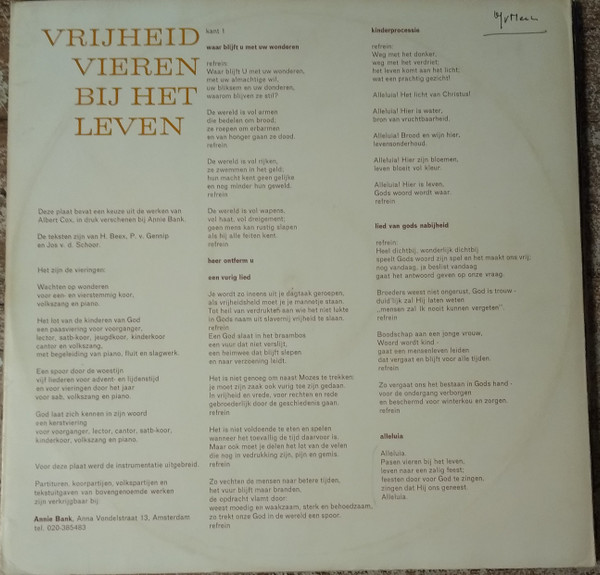 VRIJHEID
VIEREN
BIJ HET
LEVEN
Deze plaat bevat een keuze uit de werken van
Albert Cox, in druk verschenen bij Annie Bank.
De teksten zijn van H. Beex, P. v. Gennip
en Jos v. d. Schoor.
Het zijn de vieringen:
Wachten op wonderen
voor een- en vierstemmig koor,
volkszang en piano.
Het lot van de kinderen van God
een paasviering voor voorganger,
lector, satb-koor, jeugdkoor, kinderkoor
cantor en volkszang,
met begeleiding van piano, fluit en slagwerk.
Een spoor door de woestijn
vijf liederen voor advent- en lijdenstijd
en voor vieringen door het jaar
voor sab, volkszang en piano.
God laat zich kennen in zijn woord
een kerstviering
voor voorganger, lector, cantor, satb-koor,
kinderkoor, volkszang en piano.
Voor deze plaat werd de instrumentatie uitgebreid.
Partituren, koorpartijen, volkspartijen en
tekstuitgaven van bovengenoemde werken
zijn verkrijgbaar bij:
Annie Bank, Anna Vondelstraat 13, Amsterdam
tel. 020-385483
kant 1
waar blijft u met uw wonderen
refrein:
Waar blijft U met uw wonderen,
met uw almachtige wil,
uw bliksem en uw donderen,
waarom blijven ze stil?
De wereld is vol armen
die bedelen om brood,
ze roepen om erbarmen
en van honger gaan ze dood.
refrein
De wereld is vol rijken,
ze zwemmen in het geld;
hun macht kent geen gelijke
en nog minder hun geweld.
refrein
De wereld is vol wapens,
vol haat, vol dreigement;
geen mens kan rustig slapen
als hij alle feiten kent.
refrein
heer ontferm u
een vurig lied
Je wordt zo ineens uit je dagtaak geroepen,
als vrijheidsheld moet je je mannetje staan.
Tot heil van verdrukten aan wie het niet lukte
in Gods naam uit slavernij vrijheid te slaan.
refrein
Een God slaat in het braambos
een vuur dat niet verslijt,
een heimwee dat blijft slepen
en naar verzoening leidt.
Het is niet genoeg om naast Mozes te trekken:
je moet zijn zaak ook vurig toe zijn gedaan.
In vrijheid en vrede, voor rechten en rede
gebroederlijk door de geschiedenis gaan.
refrein
Het is niet voldoende te eten en spelen
wanneer het toevallig de tijd daarvoor is.
Maar ook moet je delen het lot van de velen
die nog in verdrukking zijn, pijn en gemis.
refrein
Zo vechten de mensen naar betere tijden,
het vuur blijft maar branden,
de opdracht vlamt door:
weest moedig en waakzaam, sterk en behoedzaam,
zo trekt onze God in de wereld een spoor.
refrein
kinderprocessie
refrein:
Weg met het donker,
weg met het verdriet;
het leven komt aan het licht;
wat een prachtig gezicht!
Alleluia! Het licht van Christus!
Alleluia! Hier is water,
bron van vruchtbaarheid.
Alleluia! Brood en wijn hier,
levensonderhoud.
Alleluia! Hier zijn bloemen,
leven bloeit vol kleur.
Alleluia! Hier is leven,
Gods woord wordt waar.
refrein
lied van gods nabijheid
refrein:
Heel dichtbij, wonderlijk dichtbij
speelt Gods woord zijn spel en het maakt ons vrij;
nog vandaag, ja beslist vandaag
gaat het antwoord geven op onze vraag.
Broeders weest niet ongerust, God is trouw -
duid'lijk zal Hij laten weten
„mensen zal Ik nooit kunnen vergeten".
refrein
Boodschap aan een jonge vrouw,
Woord wordt kind -
gaat een mensenleven leiden
dat vergaat en blijft voor alle tijden.
refrein
Zo vergaat ons het bestaan in Gods hand -
voor de ondergang verborgen
en beschermd voor winterkou en zorgen.
refrein
alleluia
Alleluia.
Pasen vieren bij het leven,
leven naar een zalig feest;
feesten door voor God te zingen,
zingen dat Hij ons geneest.
Alleluia.